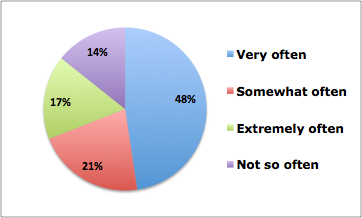 14%
Very often
48%
Somewhat often
17%
Extremely often
21%
Not so often